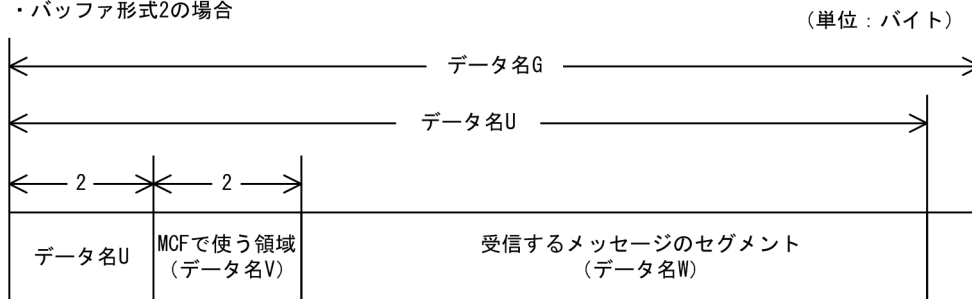 ・バッファ形式2の場合
（単位：バイト）
データ名G
データ名U
2
2
データ名U
MCFで使う領域
（データ名V）
受信するメッセージのセグメント
（データ名W）